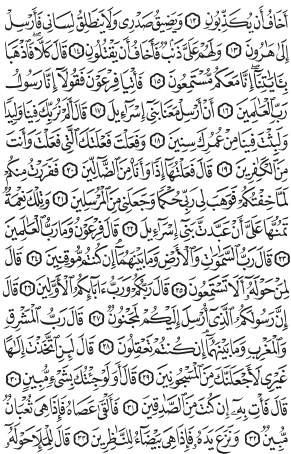 أَخَافُ أَن يُكَذِّبُونِ ١٢ وَيَضِيقُ صَدْرِى وَلَا يَنطَلِقُ لِسَانِى فَأَرْسِلْ
إِلَىٰ هَـٰرُونَ ١٣ وَلَهُمْ عَلَىَّ ذَنۢبٌ فَأَخَافُ أَن يَقْتُلُونِ ١٤ قَالَ كَلَّا فَٱذْهَبَا
بِـَٔايَـٰتِنَآ إِنَّا مَعَكُم مُّسْتَمِعُونَ ١٥ فَأْتِيَا فِرْعَوْنَ فَقُولَآ إِنَّا رَسُولُ
رَبِّ ٱلْعَـٰلَمِينَ ١٦ أَنْ أَرْسِلْ مَعَنَا بَنِىٓ إِسْرَٰٓءِيلَ ١٧ قَالَ أَلَمْ نُرَبِّكَ فِينَا وَلِيدًا
وَلَبِثْتَ فِينَا مِنْ عُمُرِكَ سِنِينَ ١٨ وَفَعَلْتَ فَعْلَتَكَ ٱلَّتِى فَعَلْتَ وَأَنتَ
مِنَ ٱلْكَـٰفِرِينَ ١٩ قَالَ فَعَلْتُهَآ إِذًا وَأَنَا۠ مِنَ ٱلضَّآلِّينَ ٢٠ فَفَرَرْتُ مِنكُمْ
لَمَّا خِفْتُكُمْ فَوَهَبَ لِى رَبِّى حُكْمًا وَجَعَلَنِى مِنَ ٱلْمُرْسَلِينَ ٢١ وَتِلْكَ نِعْمَةٌ
تَمُنُّهَا عَلَىَّ أَنْ عَبَّدتَّ بَنِىٓ إِسْرَٰٓءِيلَ ٢٢ قَالَ فِرْعَوْنُ وَمَا رَبُّ ٱلْعَـٰلَمِينَ
٢٣ قَالَ رَبُّ ٱلسَّمَـٰوَٰتِ وَٱلْأَرْضِ وَمَا بَيْنَهُمَآ إِن كُنتُم مُّوقِنِينَ ٢٤ قَالَ
لِمَنْ حَوْلَهُۥٓ أَلَا تَسْتَمِعُونَ ٢٥ قَالَ رَبُّكُمْ وَرَبُّ ءَابَآئِكُمُ ٱلْأَوَّلِينَ ٢٦ قَالَ
إِنَّ رَسُولَكُمُ ٱلَّذِىٓ أُرْسِلَ إِلَيْكُمْ لَمَجْنُونٌ ٢٧ قَالَ رَبُّ ٱلْمَشْرِقِ
وَٱلْمَغْرِبِ وَمَا بَيْنَهُمَآ إِن كُنتُمْ تَعْقِلُونَ ٢٨ قَالَ لَئِنِ ٱتَّخَذْتَ إِلَـٰهًا
غَيْرِى لَأَجْعَلَنَّكَ مِنَ ٱلْمَسْجُونِينَ ٢٩ قَالَ أَوَلَوْ جِئْتُكَ بِشَىْءٍ مُّبِينٍ ٣٠
قَالَ فَأْتِ بِهِۦٓ إِن كُنتَ مِنَ ٱلصَّـٰدِقِينَ ٣١ فَأَلْقَىٰ عَصَاهُ فَإِذَا هِىَ ثُعْبَانٌ
مُّبِينٌ ٣٢ وَنَزَعَ يَدَهُۥ فَإِذَا هِىَ بَيْضَآءُ لِلنَّـٰظِرِينَ ٣٣ قَالَ لِلْمَلَإِ حَوْلَهُۥٓ